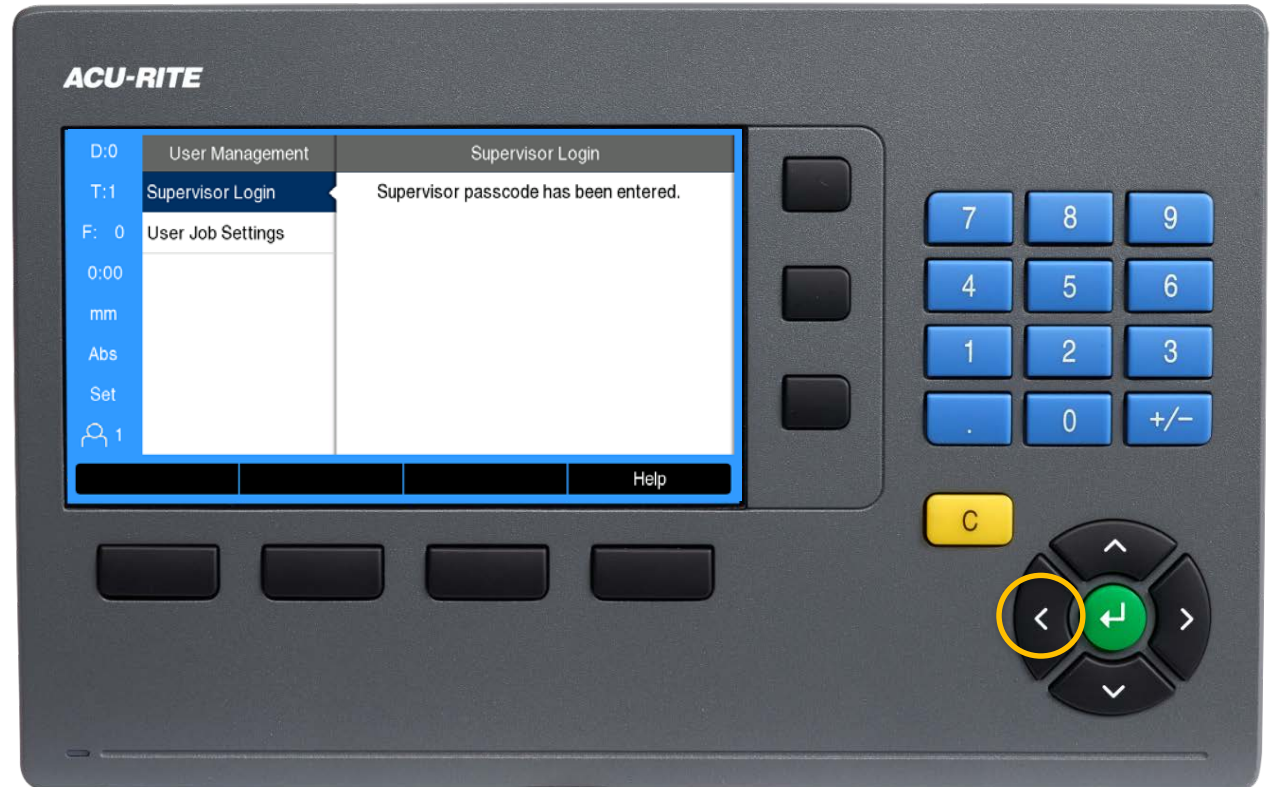 ACU-RITE
D:0
T:1
F: 0
0:00
mm
Abs
Set
1
User Management
Supervisor Login
User Job Settings
Supervisor Login
Supervisor passcode has been entered.
Help
7 8 9
4 5 6
1 2 3
. 0 +/-
C